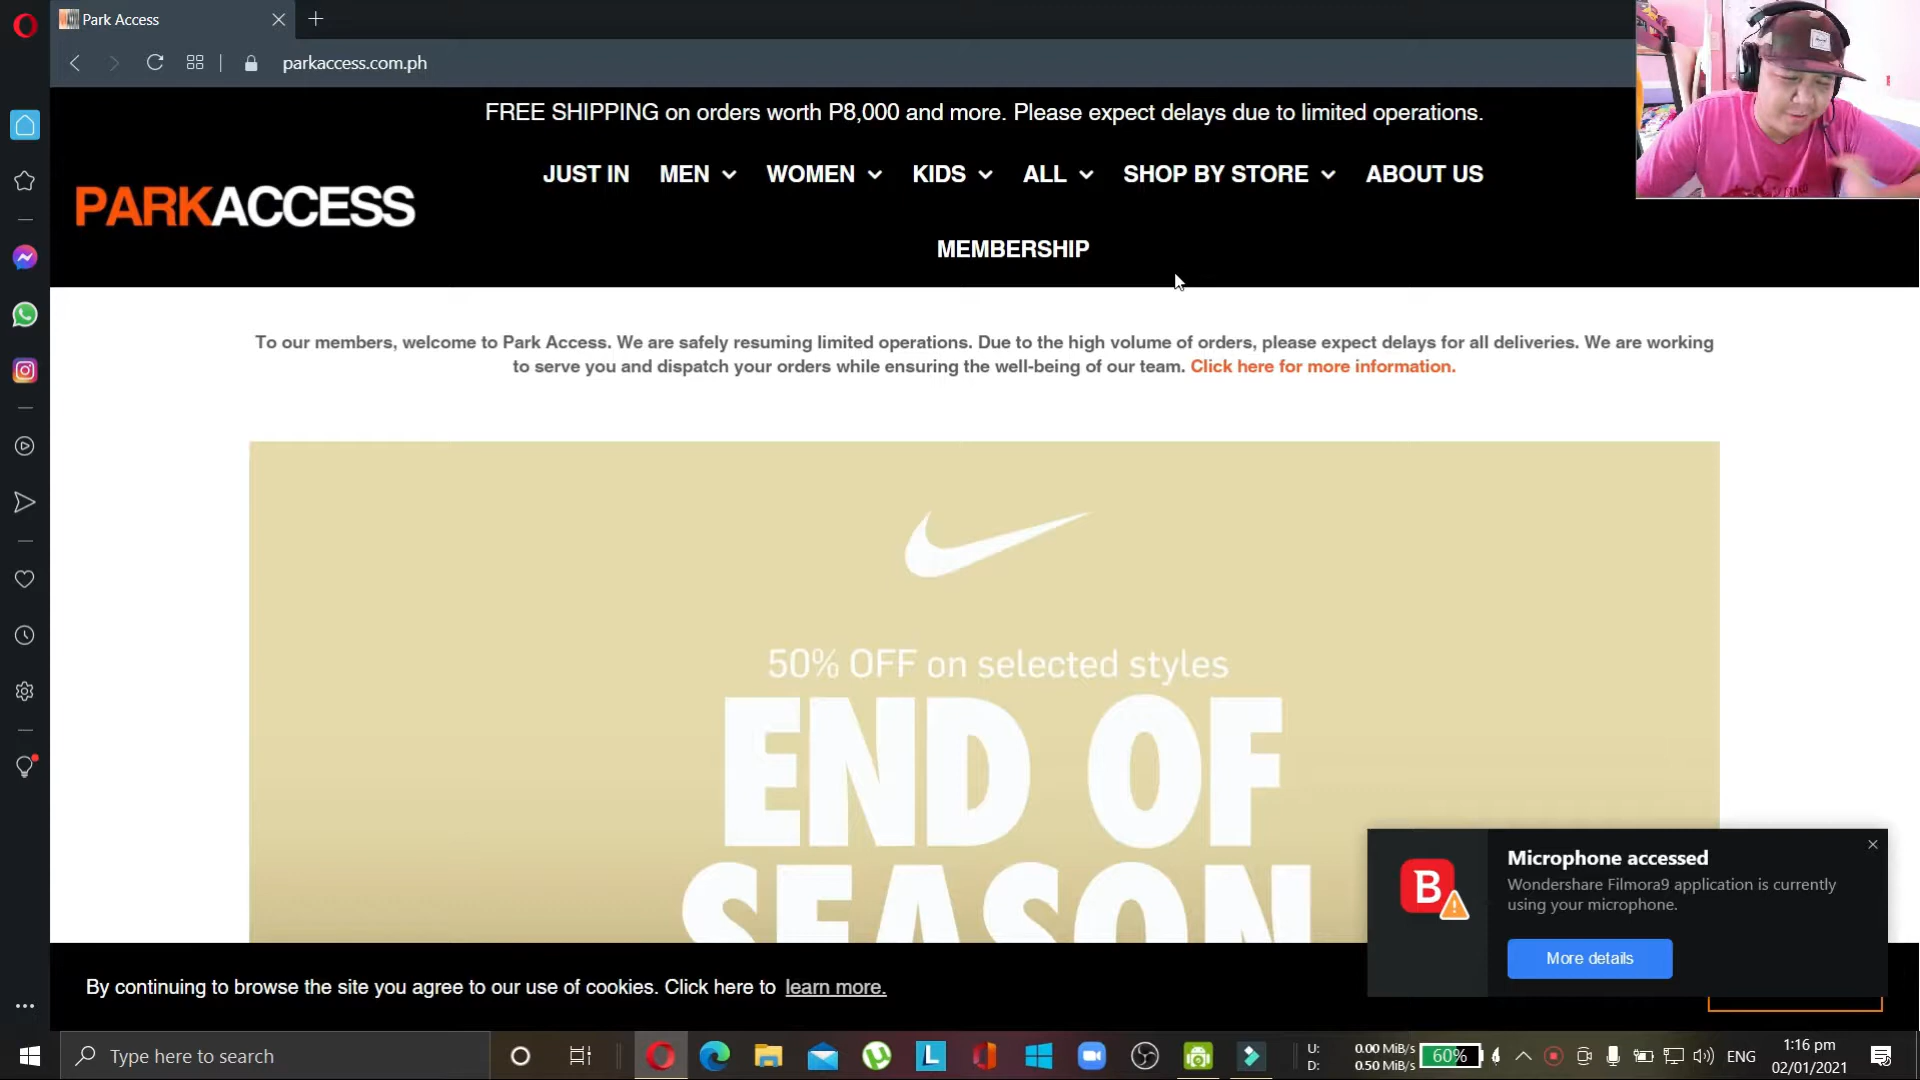 Park Access
parkaccess.com.ph
FREE SHIPPING on orders worth P8,000 and more. Please expect delays due to limited operations.
JUST IN MEN WOMEN KIDS ALL SHOP BY STORE ABOUT US
PARKACCESS
MEMBERSHIP
To our members, welcome to Park Access. We are safely resuming limited operations. Due to the high volume of orders, please expect delays for all deliveries. We are working
to serve you and dispatch your orders while ensuring the well-being of our team. Click here for more information.
50% OFF on selected styles
END OF
SEASON
B
Microphone accessed
Wondershare Filmora9 application is currently
using your microphone.
More details
By continuing to browse the site you agree to our use of cookies. Click here to learn more.
Type here to search
L
U: 0.00 MiB/s
D: 0.50 MiB/s
60%
ENG
1:16 pm
02/01/2021